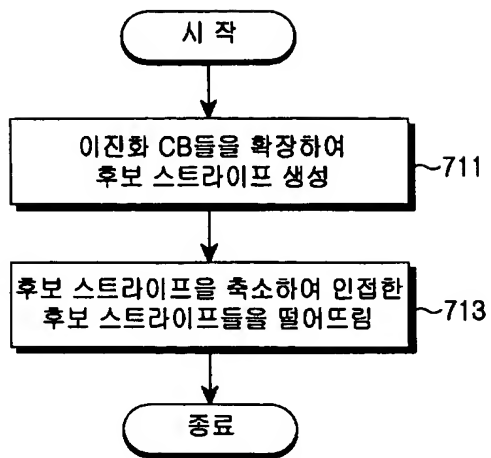 시 작
이진화 CB들을 확장하여
후보 스트라이프 생성
~711
후보 스트라이프을 축소하여 인접한
후보 스트라이프들을 떨어뜨림
~713
종료